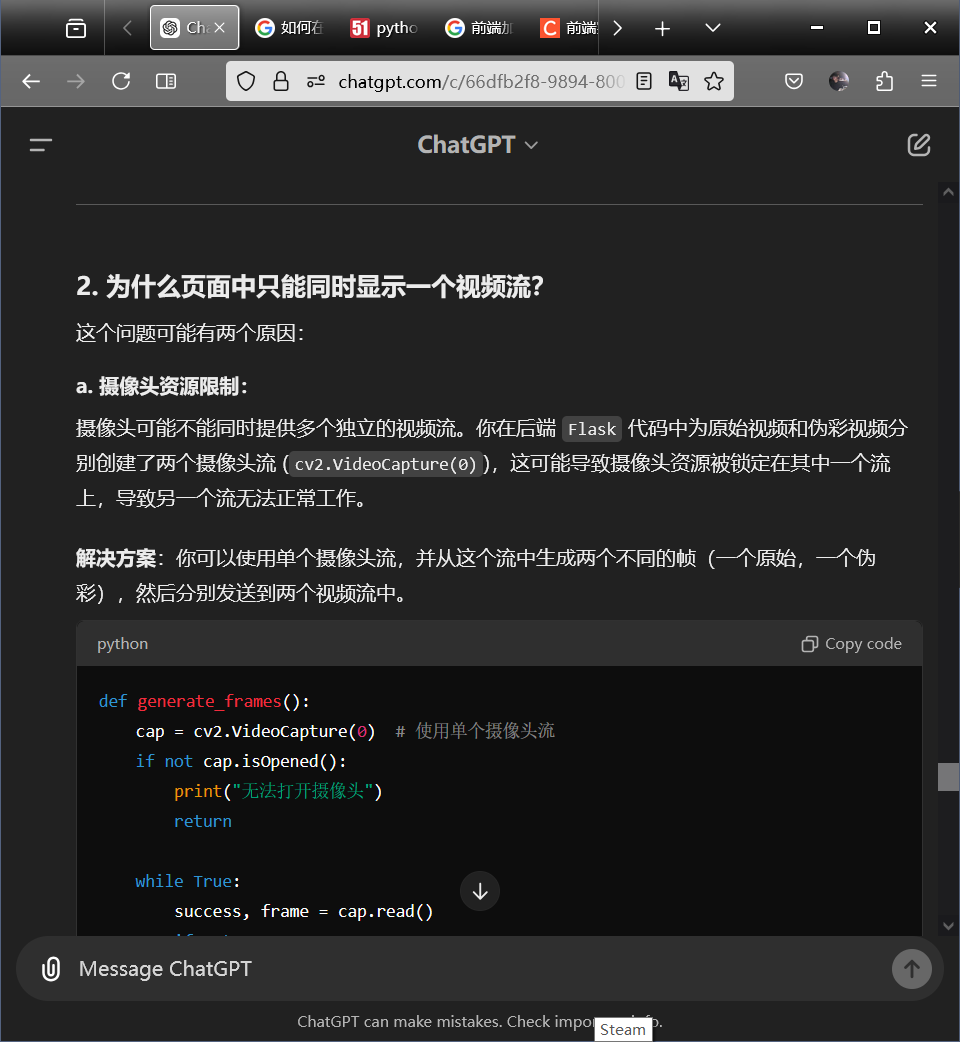 Ch
如何在
51 pytho
前端加
C 前端
chatgpt.com/c/66dfb2f8-9894-800
ChatGPT
2. 为什么页面中只能同时显示一个视频流？
这个问题可能有两个原因：
a. 摄像头资源限制：
摄像头可能不能同时提供多个独立的视频流。你在后端 Flask 代码中为原始视频和伪彩视频分
别创建了两个摄像头流 (cv2.VideoCapture(0))，这可能导致摄像头资源被锁定在其中一个流
上，导致另一个流无法正常工作。
解决方案：你可以使用单个摄像头流，并从这个流中生成两个不同的帧（一个原始，一个伪
彩），然后分别发送到两个视频流中。
python Copy code
def generate_frames():
cap = cv2.VideoCapture(0) # 使用单个摄像头流
if not cap.isOpened():
print("无法打开摄像头")
return
while True:
success, frame = cap.read()
Message ChatGPT
ChatGPT can make mistakes. Check impor
Steam